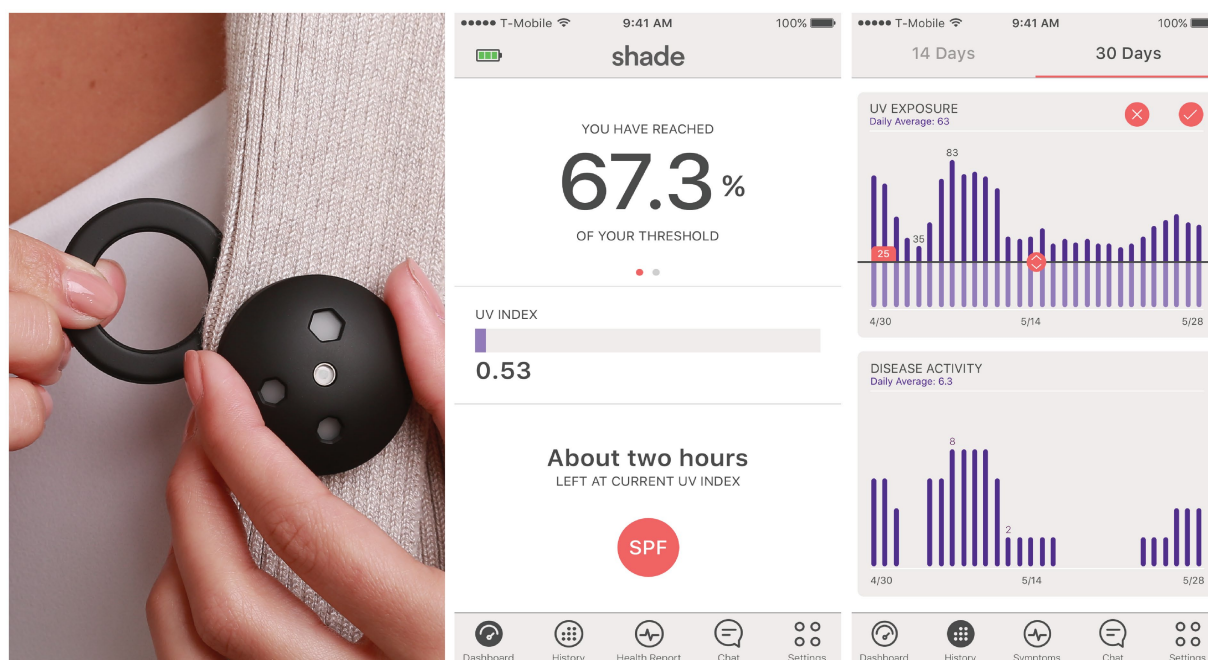 T-Mobile
9:41 AM
100%
shade
YOU HAVE REACHED
67.3 %
OF YOUR THRESHOLD
UV INDEX
0.53
About two hours
LEFT AT CURRENT UV INDEX
SPF
Dashboard
History
Health Report
Chat
Settings
T-Mobile
9:41 AM
100%
14 Days
30 Days
UV EXPOSURE
Daily Average: 63
83
35
25
4/30
5/14
5/28
DISEASE ACTIVITY
Daily Average: 6.3
8
2
4/30
5/14
5/28
Dashboard
History
Symptoms
Chat
Settings